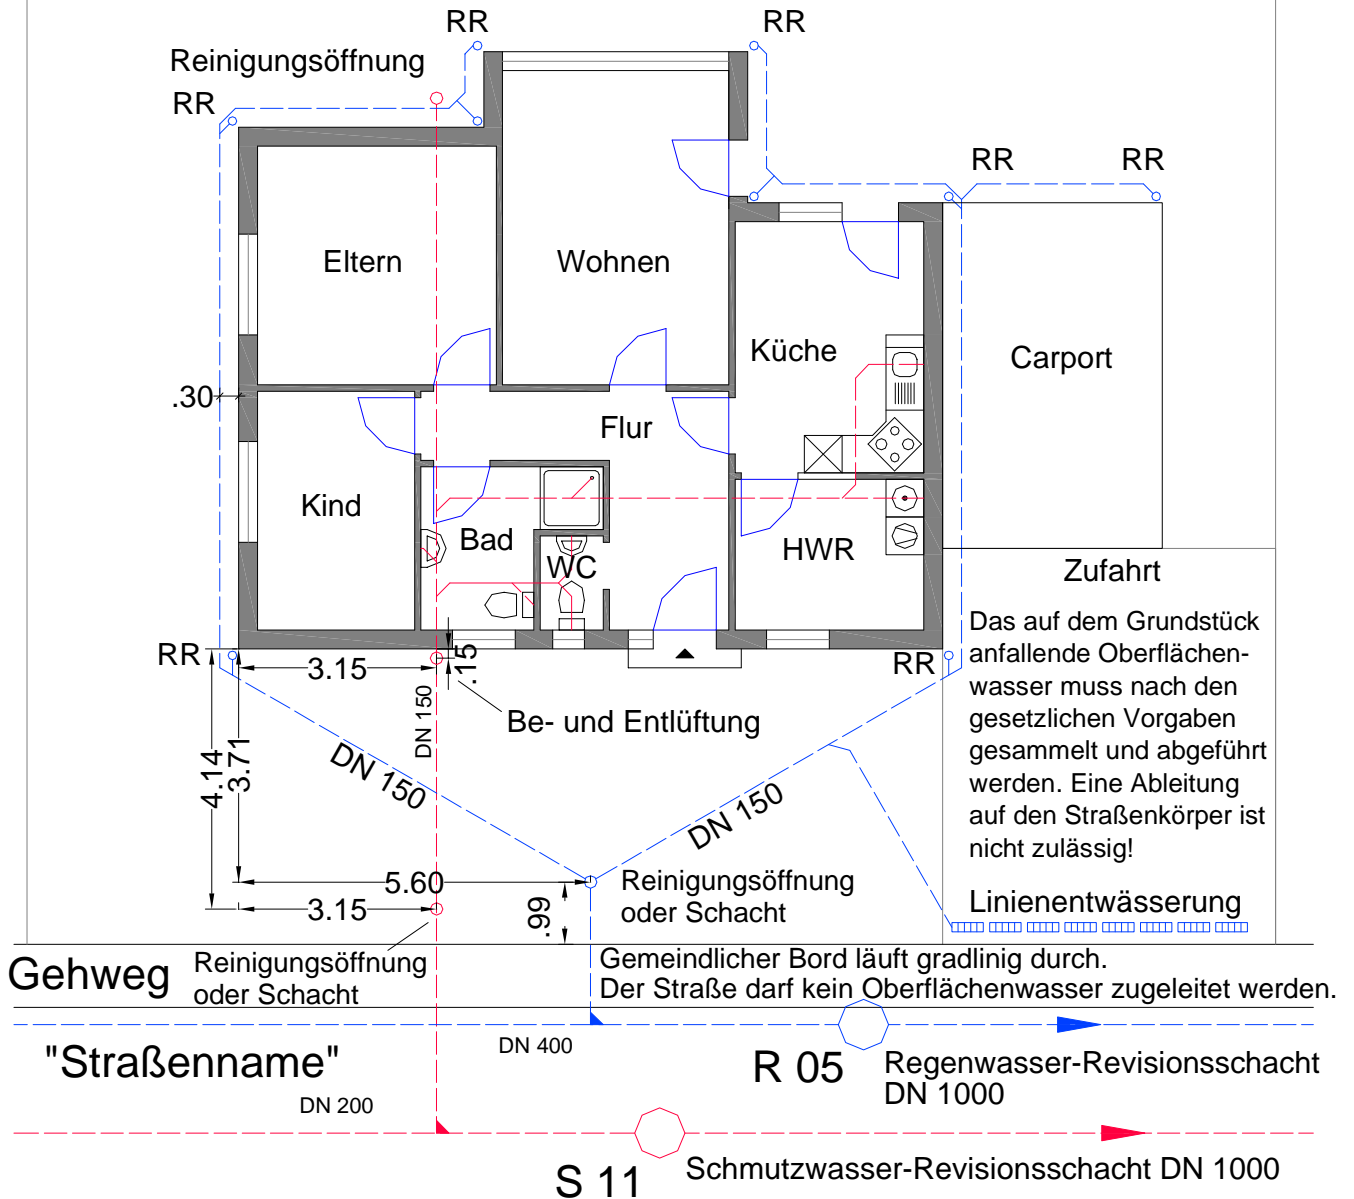 RR
RR
Reinigungsöffnung
RR
RR
RR
Eltern
Wohnen
Küche
Carport
.30
Flur
Kind
Bad
WC
HWR
Zufahrt
Das auf dem Grundstück
anfallende Oberflächen-
wasser muss nach den
gesetzlichen Vorgaben
gesammelt und abgeführt
werden. Eine Ableitung
auf den Straßenkörper ist
nicht zulässig!
RR
3.15
.15
RR
DN 150
Be- und Entlüftung
4.14
3.71
DN 150
DN 150
5.60
3.15
.99
Reinigungsöffnung
oder Schacht
Linienentwässerung
Gehweg
Reinigungsöffnung
oder Schacht
Gemeindlicher Bord läuft gradlinig durch.
Der Straße darf kein Oberflächenwasser zugeleitet werden.
"Straßenname"
DN 400
R 05
Regenwasser-Revisionsschacht
DN 1000
DN 200
S 11
Schmutzwasser-Revisionsschacht DN 1000